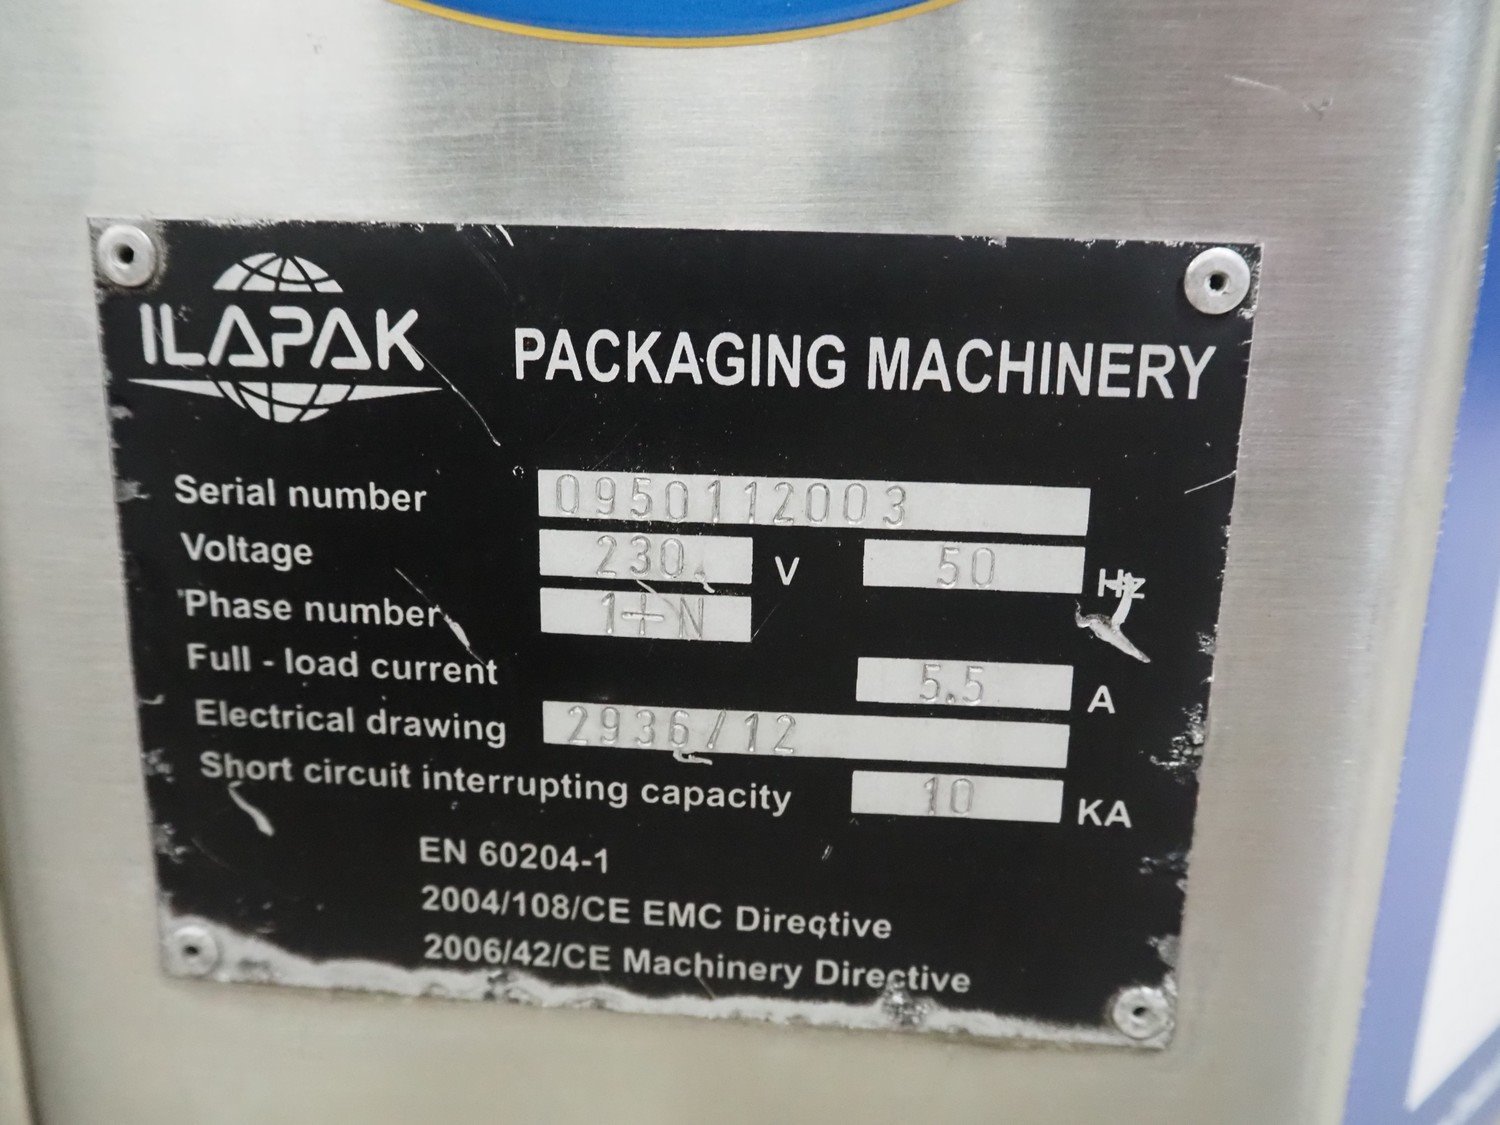 ILAPAK
PACKAGING MACHINERY
Serial number 0950112003
Voltage 230 V 50 Hz
Phase number 1+N
Full - load current 5.5 A
Electrical drawing 2936/12
Short circuit interrupting capacity 10 KA
EN 60204-1
2004/108/CE EMC Directive
2006/42/CE Machinery Directive